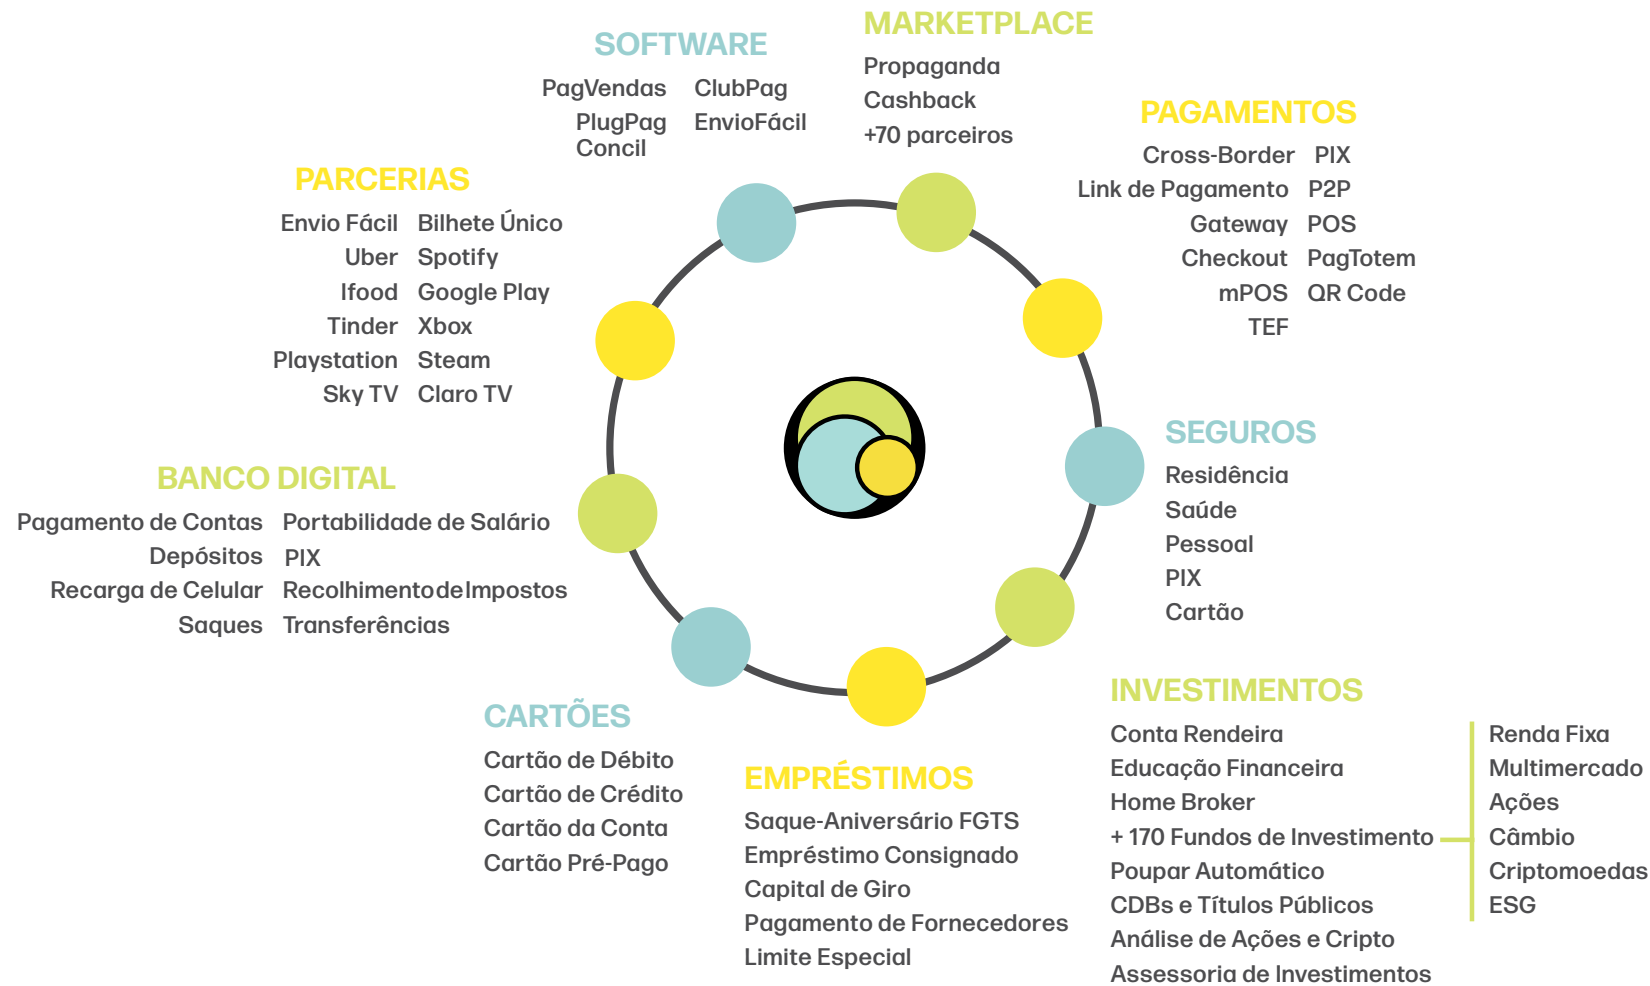 SOFTWARE
PagVendas ClubPag
PlugPag EnvioFácil
Concil
MARKETPLACE
Propaganda
Cashback
+70 parceiros
PAGAMENTOS
Cross-Border PIX
Link de Pagamento P2P
Gateway POS
Checkout PagTotem
mPOS QR Code
TEF
PARCERIAS
Envio Fácil Bilhete Único
Uber Spotify
Ifood Google Play
Tinder Xbox
Playstation Steam
Sky TV Claro TV
SEGUROS
Residência
Saúde
Pessoal
PIX
Cartão
BANCO DIGITAL
Pagamento de Contas Portabilidade de Salário
Depósitos PIX
Recarga de Celular Recolhimento de Impostos
Saques Transferências
CARTÕES
Cartão de Débito
Cartão de Crédito
Cartão da Conta
Cartão Pré-Pago
EMPRÉSTIMOS
Saque-Aniversário FGTS
Empréstimo Consignado
Capital de Giro
Pagamento de Fornecedores
Limite Especial
INVESTIMENTOS
Conta Rendeira
Educação Financeira
Home Broker
+ 170 Fundos de Investimento
Poupar Automático
CDBs e Títulos Públicos
Análise de Ações e Cripto
Assessoria de Investimentos
Renda Fixa
Multimercado
Ações
Câmbio
Criptomoedas
ESG